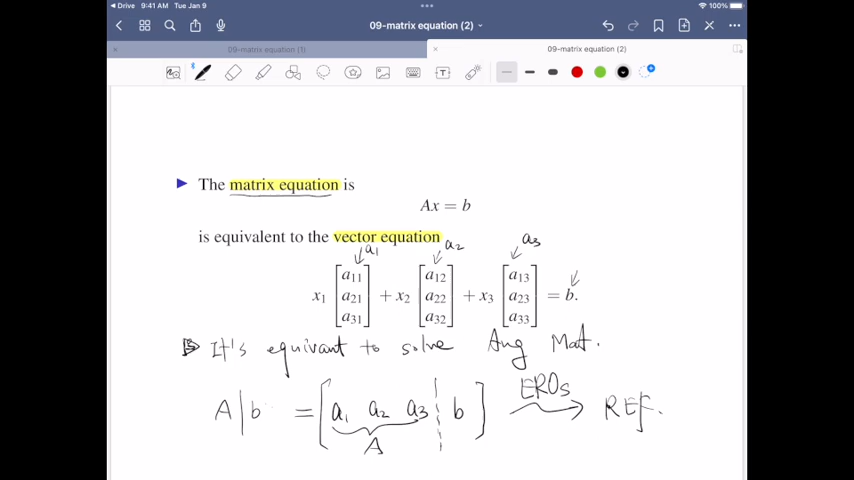 Drive 9:41 AM Tue Jan 9 100%
09-matrix equation (2)
09-matrix equation (1) 09-matrix equation (2)
► The matrix equation is
Ax = b
is equivalent to the vector equation
a1 a2 a3
x1 [a11 a21 a31] + x2 [a12 a22 a32] + x3 [a13 a23 a33] = b.
It's equivant to solve Aug Mat.
A|b = [a1 a2 a3 ¦ b] EROs → REF.
A